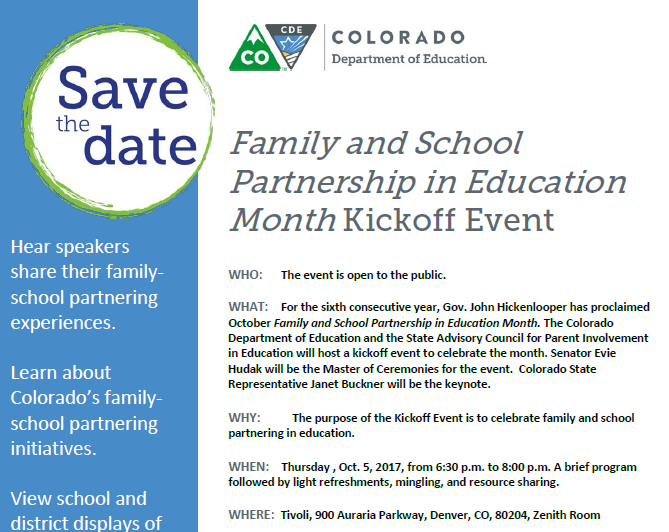 Save
the
date
Hear speakers
share their family-
school partnering
experiences.
Learn about
Colorado's family-
school partnering
initiatives.
View school and
district displays of
CO
TM
CDE
COLORADO
Department of Education
Family and School
Partnership in Education
Month Kickoff Event
WHO: The event is open to the public.
WHAT: For the sixth consecutive year, Gov. John Hickenlooper has proclaimed
October Family and School Partnership in Education Month. The Colorado
Department of Education and the State Advisory Council for Parent Involvement
in Education will host a kickoff event to celebrate the month. Senator Evie
Hudak will be the Master of Ceremonies for the event. Colorado State
Representative Janet Buckner will be the keynote.
WHY: The purpose of the Kickoff Event is to celebrate family and school
partnering in education.
WHEN: Thursday , Oct. 5, 2017, from 6:30 p.m. to 8:00 p.m. A brief program
followed by light refreshments, mingling, and resource sharing.
WHERE: Tivoli, 900 Auraria Parkway, Denver, CO, 80204, Zenith Room